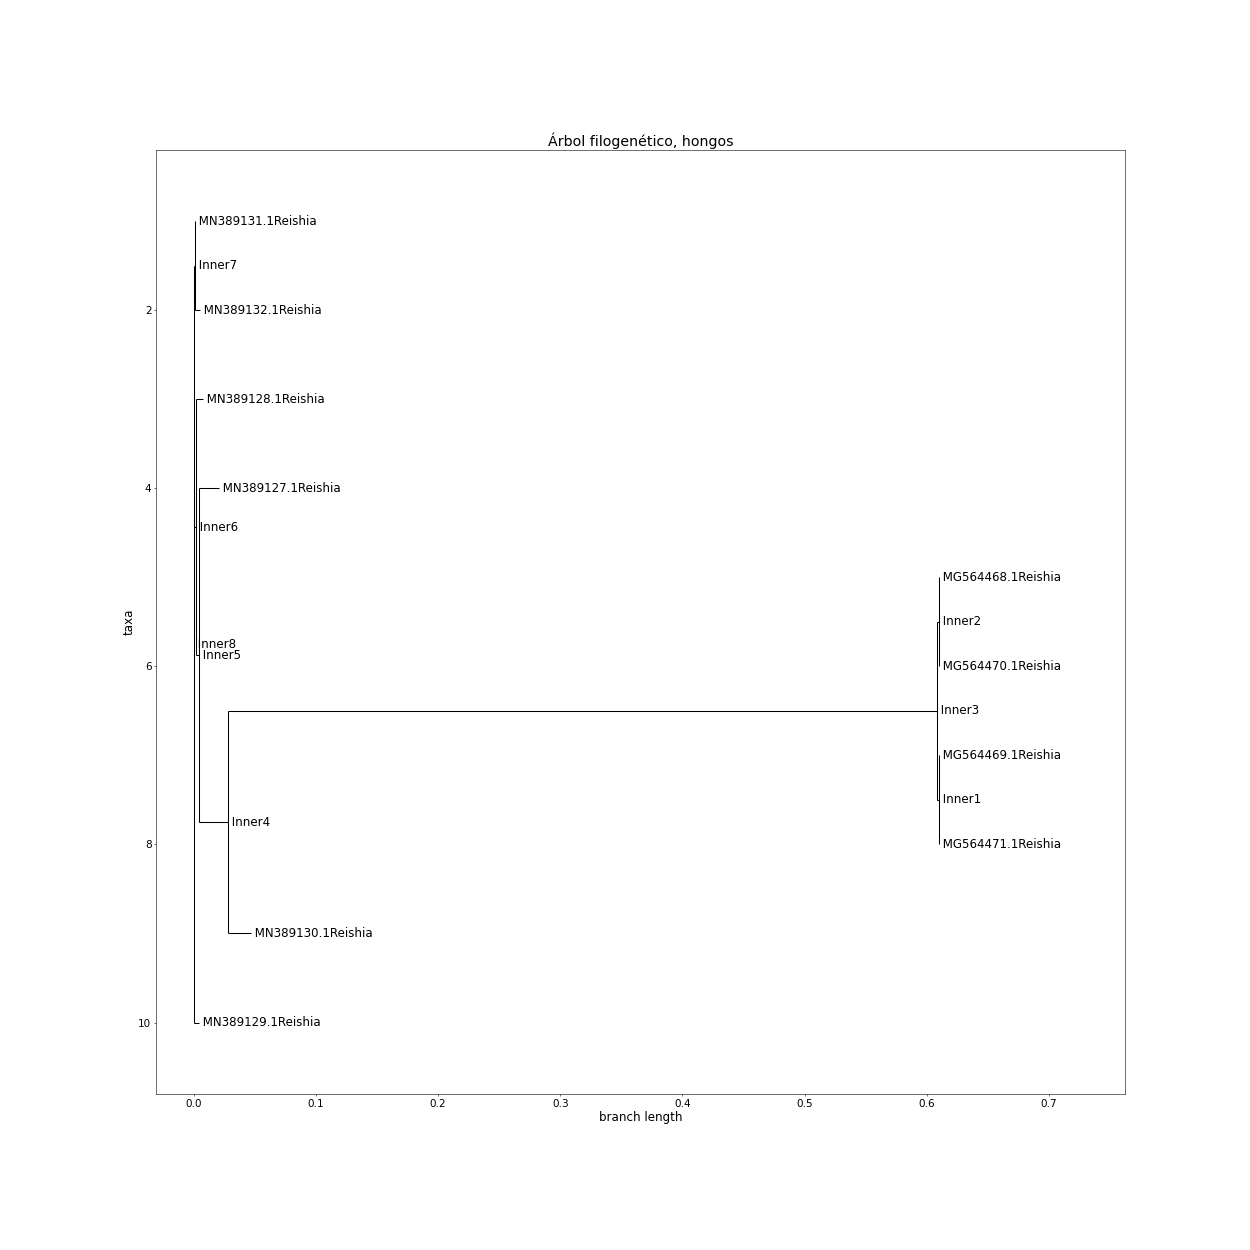 Árbol filogenético, hongos
MN389131.1Reishia
Inner7
2
MN389132.1Reishia
MN389128.1Reishia
4
MN389127.1Reishia
Inner6
MG564468.1Reishia
taxa
Inner2
nner8
Inner5
6
MG564470.1Reishia
Inner3
MG564469.1Reishia
Inner1
Inner4
8
MG564471.1Reishia
MN389130.1Reishia
10
MN389129.1Reishia
0.0 0.1 0.2 0.3 0.4 0.5 0.6 0.7
branch length